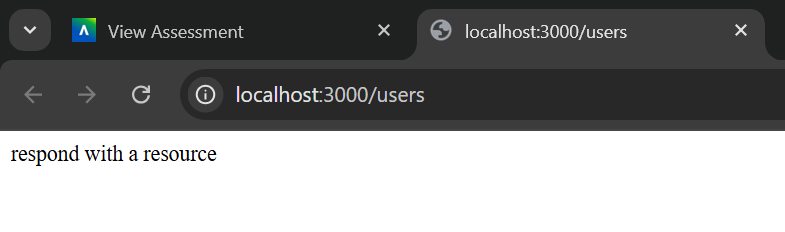 View Assessment
localhost:3000/users
localhost:3000/users
respond with a resource